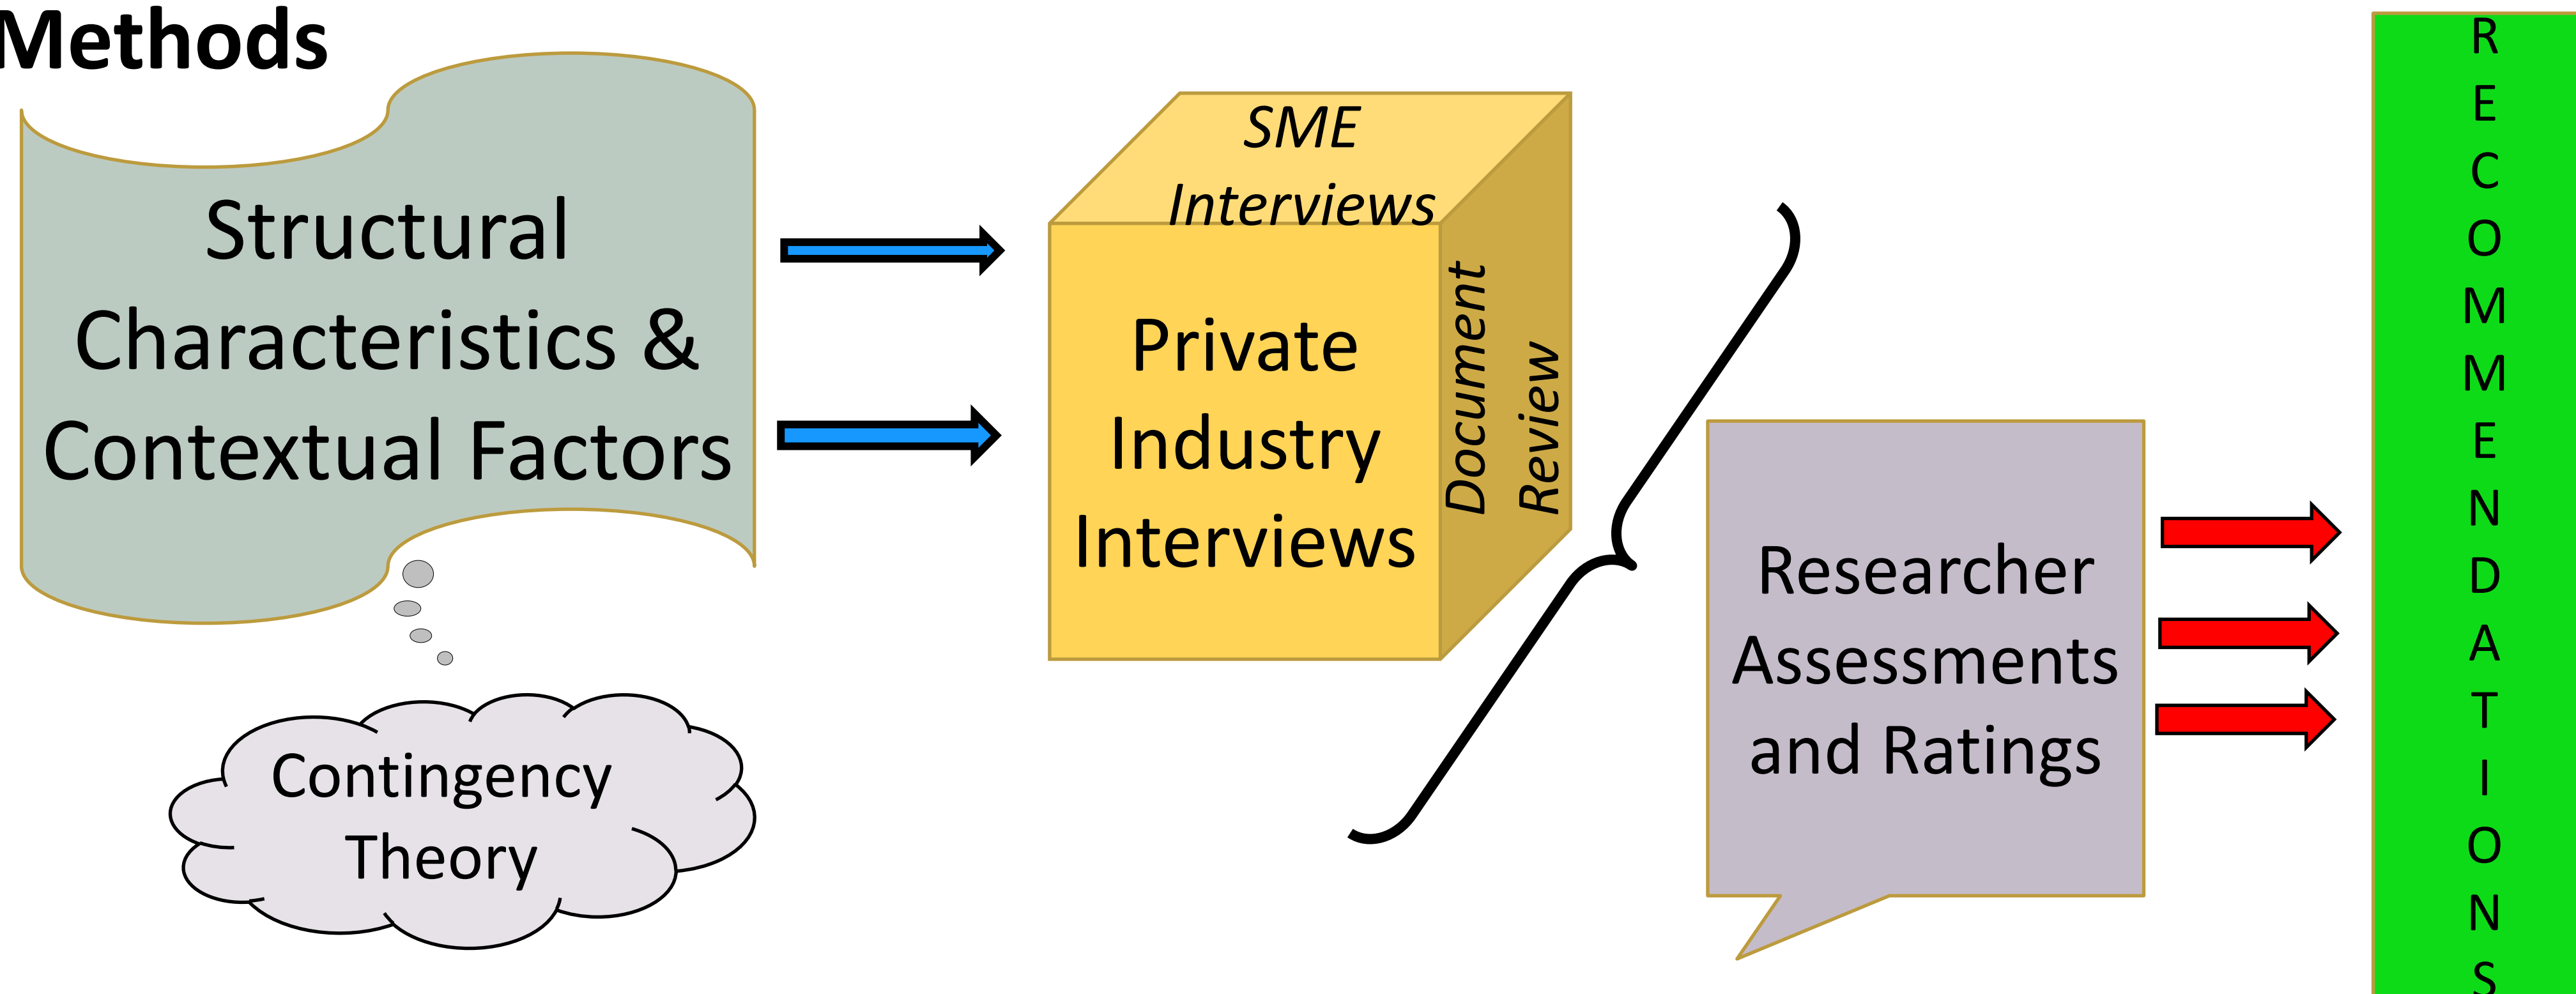 Methods
Structural
Characteristics &
Contextual Factors
Contingency
Theory
SME
Interviews
Private
Industry
Interviews
Document
Review
Researcher
Assessments
and Ratings
R
E
C
O
M
M
E
N
D
A
T
I
O
N
S